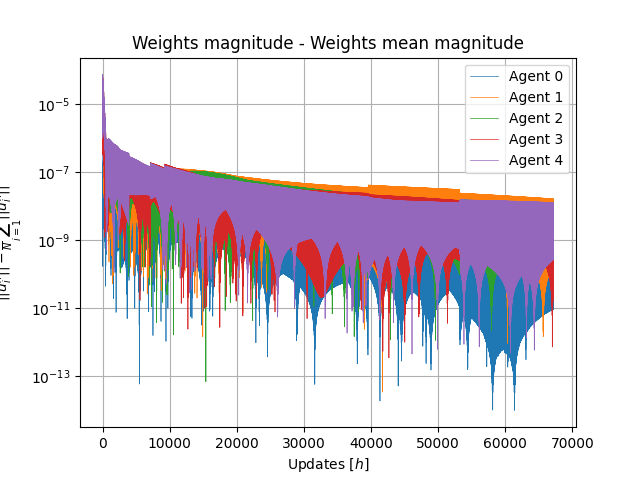 Weights magnitude - Weights mean magnitude
Agent 0
Agent 1
Agent 2
Agent 3
Agent 4
10⁻⁵
10⁻⁷
10⁻⁹
10⁻¹¹
10⁻¹³
0 10000 20000 30000 40000 50000 60000 70000
Updates [h]